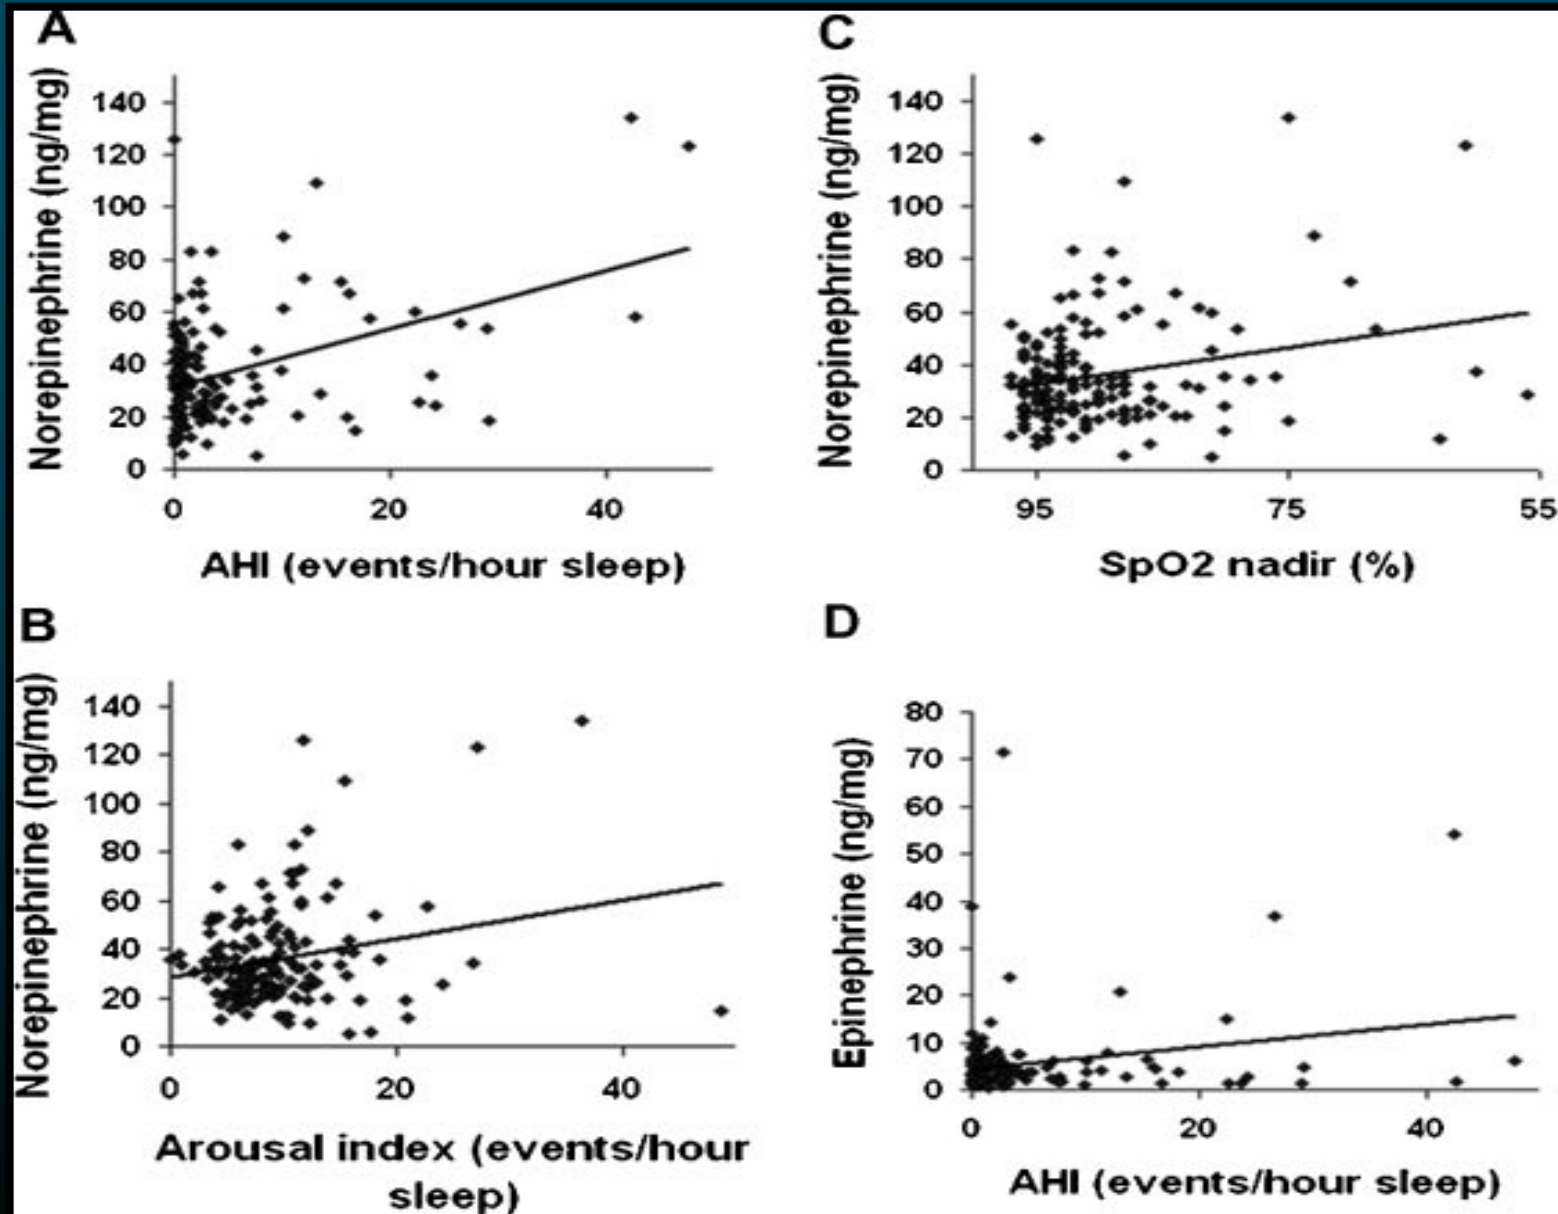 A
Norepinephrine (ng/mg)
140
120
100
80
60
40
20
0
0 20 40
AHI (events/hour sleep)
B
Norepinephrine (ng/mg)
140
120
100
80
60
40
20
0
0 20 40
Arousal index (events/hour
sleep)
C
Norepinephrine (ng/mg)
140
120
100
80
60
40
20
0
95 75 55
SpO2 nadir (%)
D
Epinephrine (ng/mg)
80
70
60
50
40
30
20
10
0
0 20 40
AHI (events/hour sleep)